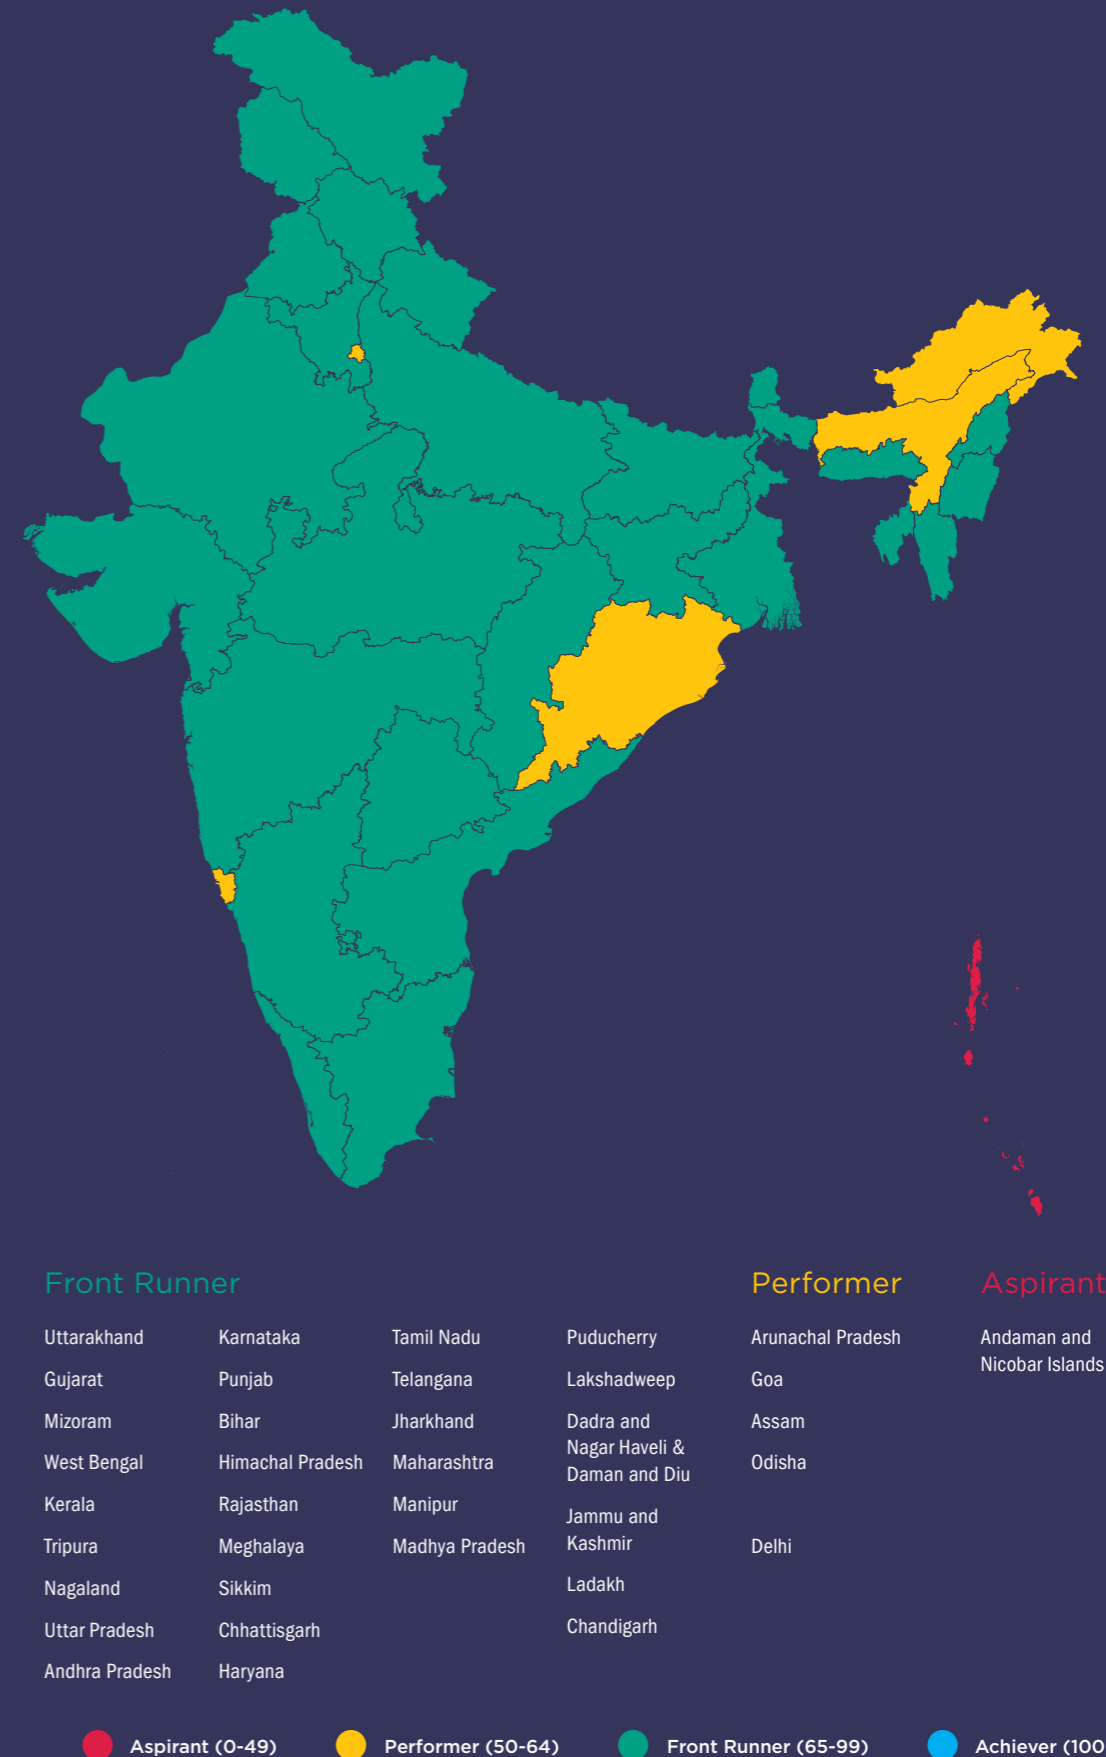 Front Runner
Uttarakhand
Gujarat
Mizoram
West Bengal
Kerala
Tripura
Nagaland
Uttar Pradesh
Andhra Pradesh
Karnataka
Punjab
Bihar
Himachal Pradesh
Rajasthan
Meghalaya
Sikkim
Chhattisgarh
Haryana
Tamil Nadu
Telangana
Jharkhand
Maharashtra
Manipur
Madhya Pradesh
Puducherry
Lakshadweep
Dadra and
Nagar Haveli &
Daman and Diu
Jammu and
Kashmir
Ladakh
Chandigarh
Performer
Arunachal Pradesh
Goa
Assam
Odisha
Delhi
Aspirant
Andaman and
Nicobar Islands
Aspirant (0-49)
Performer (50-64)
Front Runner (65-99)
Achiever (100